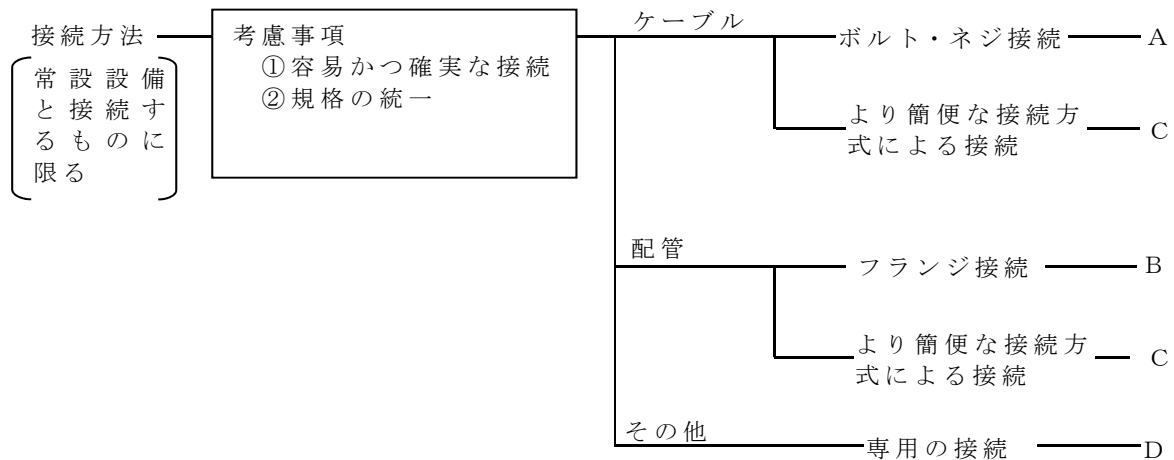 接続方法
常設設備
と接続す
るものに
限る
考慮事項
①容易かつ確実な接続
②規格の統一
ケーブル
ボルト・ネジ接続
A
より簡便な接続方
式による接続
C
配管
フランジ接続
B
より簡便な接続方
式による接続
C
その他
専用の接続
D